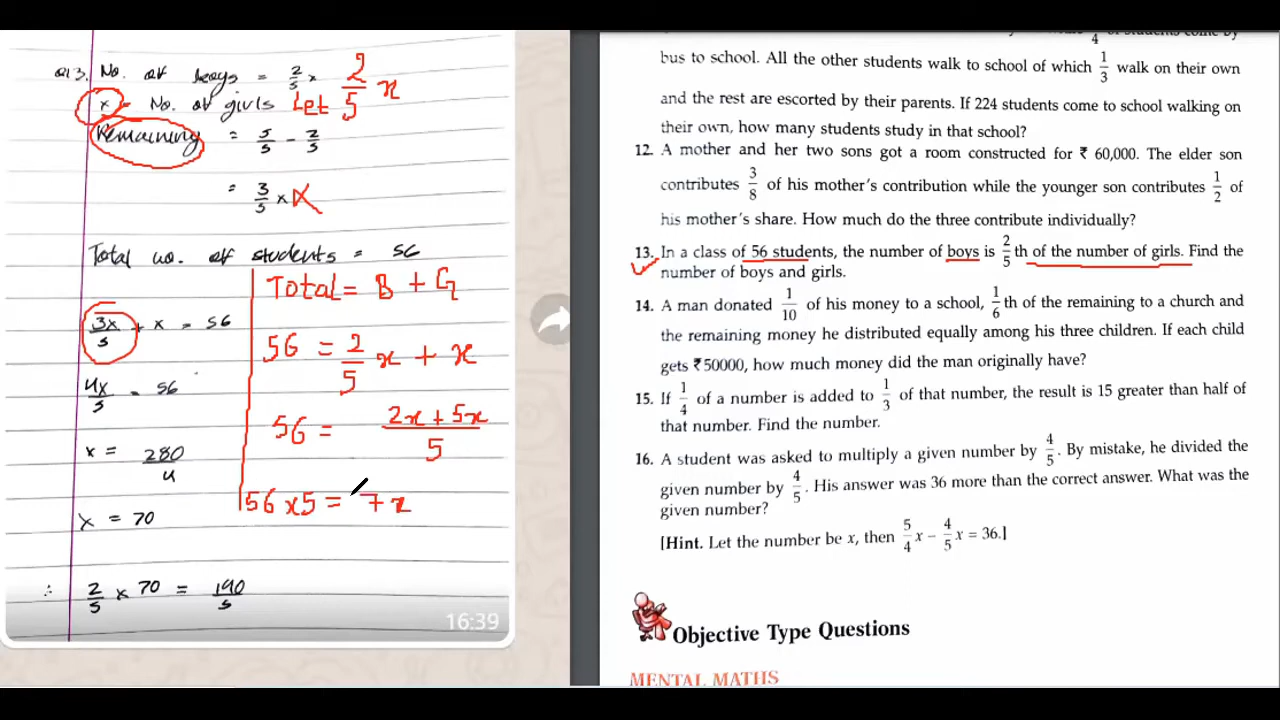 Q13. No. of boys = 2/5 x 2/5 x
x = No. of girls Let
Remaining = 5/5 - 2/5
= 3/5 x x
Total no. of students = 56
3x/5 + x = 56
4x/5 = 56
x = 280/4
x = 70
∴ 2/5 x 70 = 190/5
Total = B + G
56 = 2/5 x + x
56 = 2x + 5x / 5
56 x 5 = 7x
16:39
bus to school. All the other students walk to school of which 1/3 walk on their own
and the rest are escorted by their parents. If 224 students come to school walking on
their own, how many students study in that school?
12. A mother and her two sons got a room constructed for ₹ 60,000. The elder son
contributes 3/8 of his mother's contribution while the younger son contributes 1/2 of
his mother's share. How much do the three contribute individually?
13. In a class of 56 students, the number of boys is 2/5 th of the number of girls. Find the
number of boys and girls.
14. A man donated 1/10 of his money to a school, 1/6 th of the remaining to a church and
the remaining money he distributed equally among his three children. If each child
gets ₹ 50000, how much money did the man originally have?
15. If 1/4 of a number is added to 1/3 of that number, the result is 15 greater than half of
that number. Find the number.
16. A student was asked to multiply a given number by 4/5. By mistake, he divided the
given number by 4/5. His answer was 36 more than the correct answer. What was the
given number?
[Hint. Let the number be x, then 5/4 x - 4/5 x = 36.]
Objective Type Questions
MENTAL MATHS